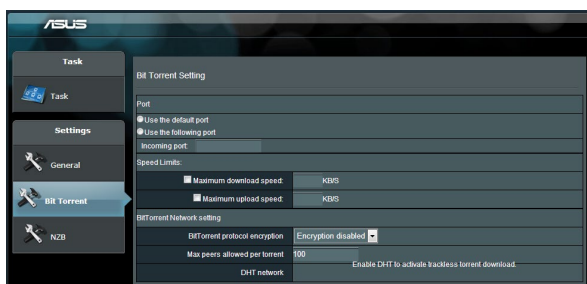 ASUS
Task
Task
Settings
General
Bit Torrent
NZB
Bit Torrent Setting
Port
Use the default port
Use the following port
Incoming port:
Speed Limits:
Maximum download speed: KB/S
Maximum upload speed: KB/S
BitTorrent Network setting
BitTorrent protocol encryption Encryption disabled
Max peers allowed per torrent 100
Enable DHT to activate trackless torrent download.
DHT network